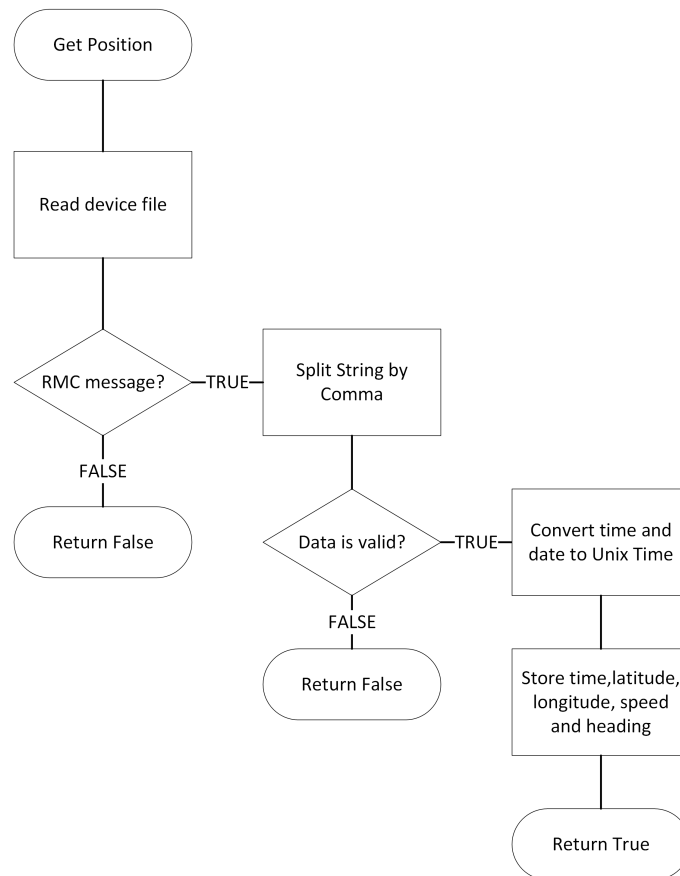 Get Position
Read device file
RMC message?
TRUE
Split String by
Comma
FALSE
Return False
Data is valid?
TRUE
Convert time and
date to Unix Time
FALSE
Return False
Store time,latitude,
longitude, speed
and heading
Return True